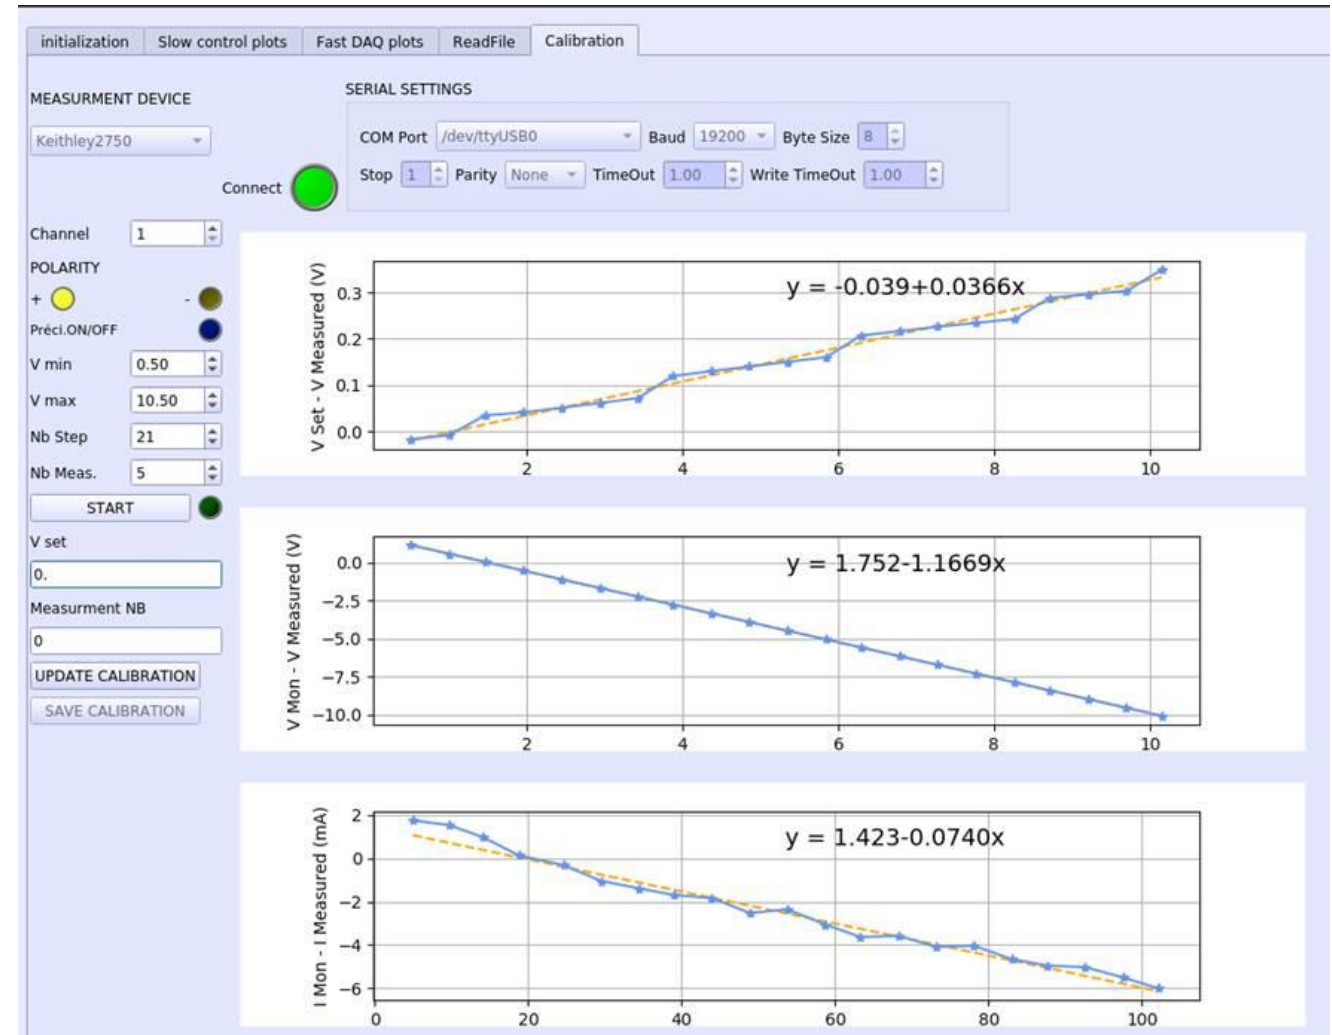 initialization Slow control plots Fast DAQ plots ReadFile Calibration
MEASURMENT DEVICE
Keithley2750
Connect
SERIAL SETTINGS
COM Port /dev/ttyUSB0 Baud 19200 Byte Size 8
Stop 1 Parity None TimeOut 1.00 Write TimeOut 1.00
Channel 1
POLARITY
+ -
Préci.ON/OFF
V min 0.50
V max 10.50
Nb Step 21
Nb Meas. 5
START
V set
0.
Measurment NB
0
UPDATE CALIBRATION
SAVE CALIBRATION
V Set - V Measured (V)
y = -0.039+0.0366x
0.3
0.2
0.1
0.0
2 4 6 8 10
V Mon - V Measured (V)
y = 1.752-1.1669x
0.0
−2.5
−5.0
−7.5
−10.0
2 4 6 8 10
I Mon - I Measured (mA)
y = 1.423-0.0740x
2
0
−2
−4
−6
0 20 40 60 80 100